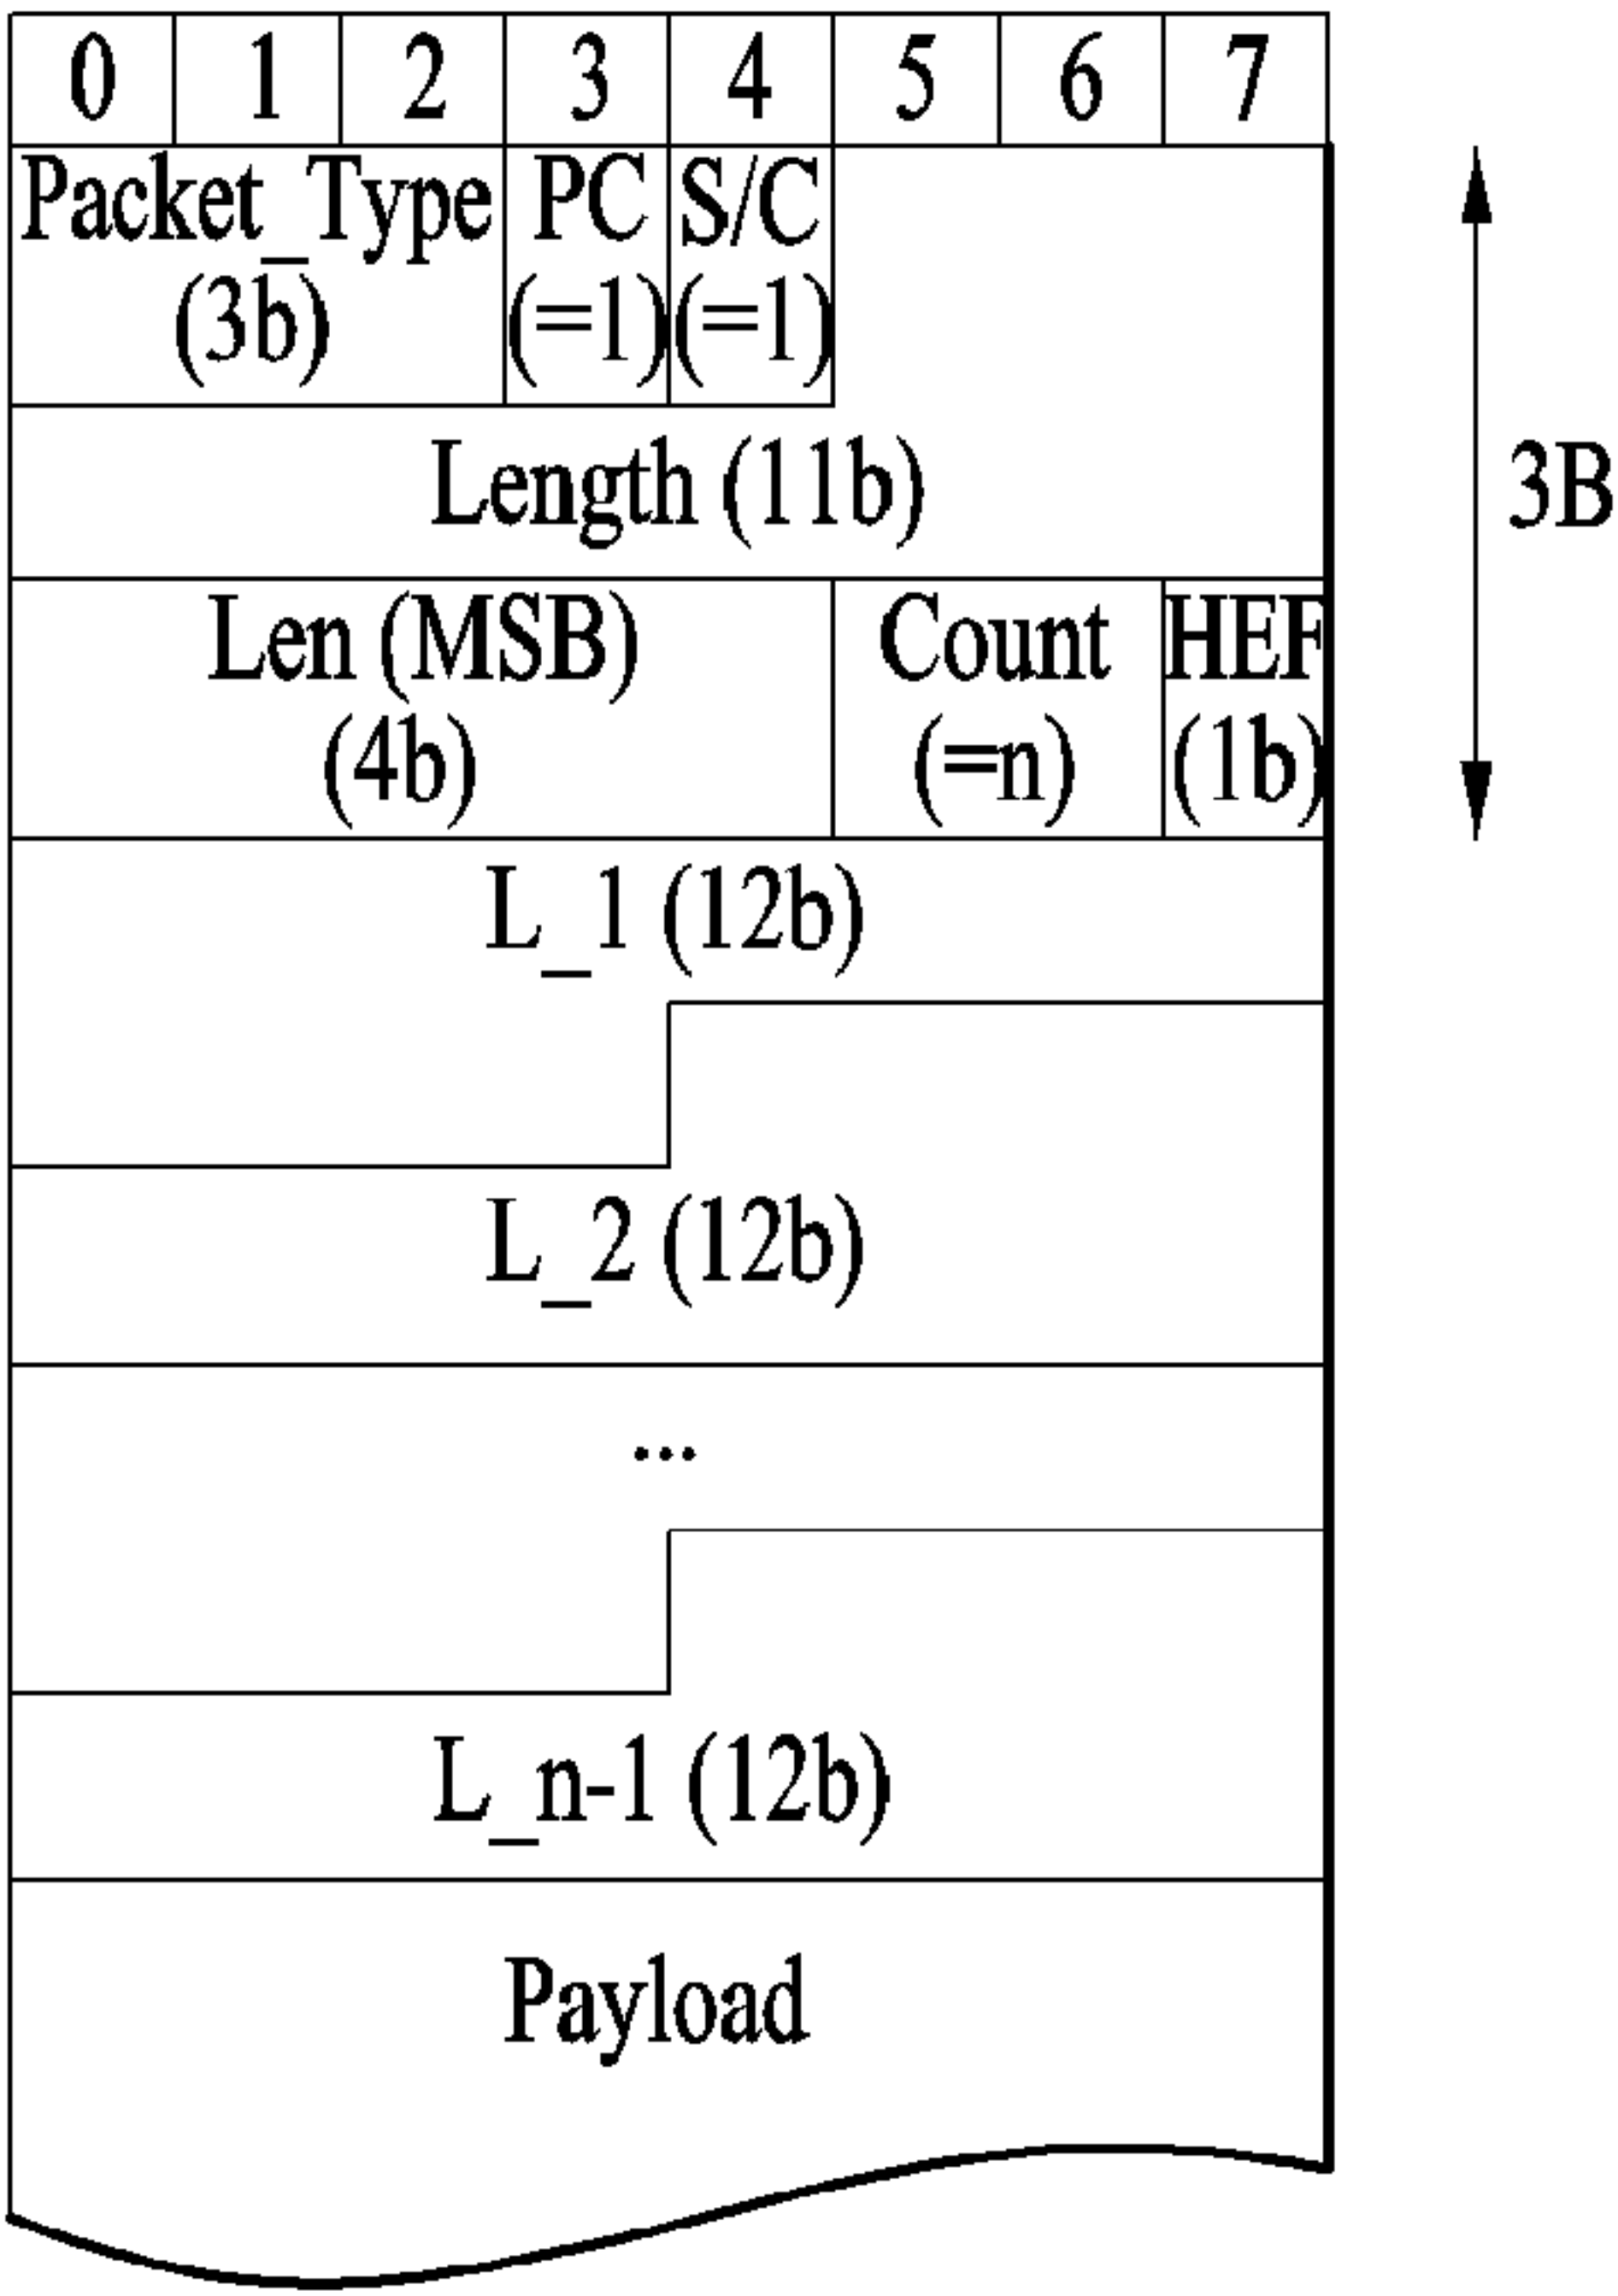 0 1 2 3 4 5 6 7
Packet_Type PC S/C
(3b) (=1) (=1)
Length (11b)
3B
Len (MSB) Count HEF
(4b) (=n) (1b)
L_1 (12b)
L_2 (12b)
...
L_n-1 (12b)
Payload